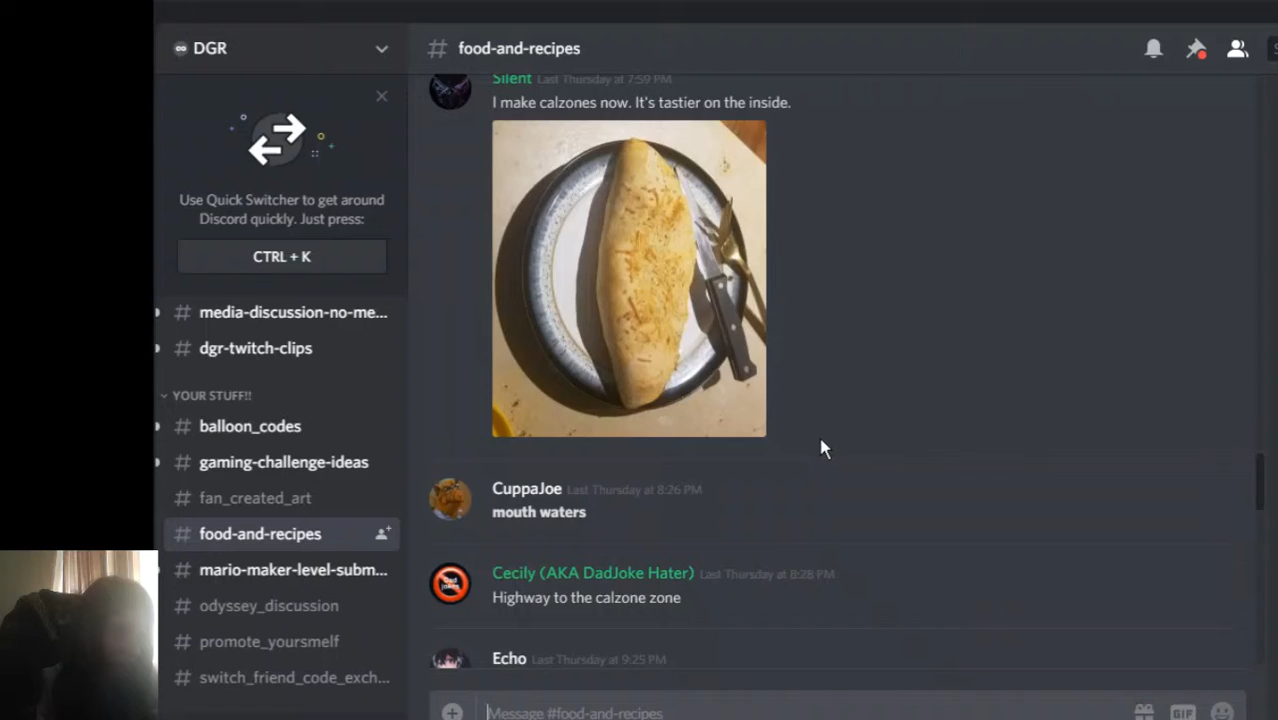 DGR
Use Quick Switcher to get around
Discord quickly. Just press:
CTRL + K
# media-discussion-no-me...
# dgr-twitch-clips
YOUR STUFF!!
# balloon_codes
# gaming-challenge-ideas
# fan_created_art
# food-and-recipes
# mario-maker-level-subm...
# odyssey_discussion
# promote_yoursmelf
# switch_friend_code_exch...
# food-and-recipes
Silent Last Thursday at 7:59 PM
I make calzones now. It's tastier on the inside.
CuppaJoe Last Thursday at 8:26 PM
mouth waters
Dad Jokes
Cecily (AKA DadJoke Hater) Last Thursday at 8:28 PM
Highway to the calzone zone
Echo Last Thursday at 9:25 PM
Message #food-and-recipes
GIF